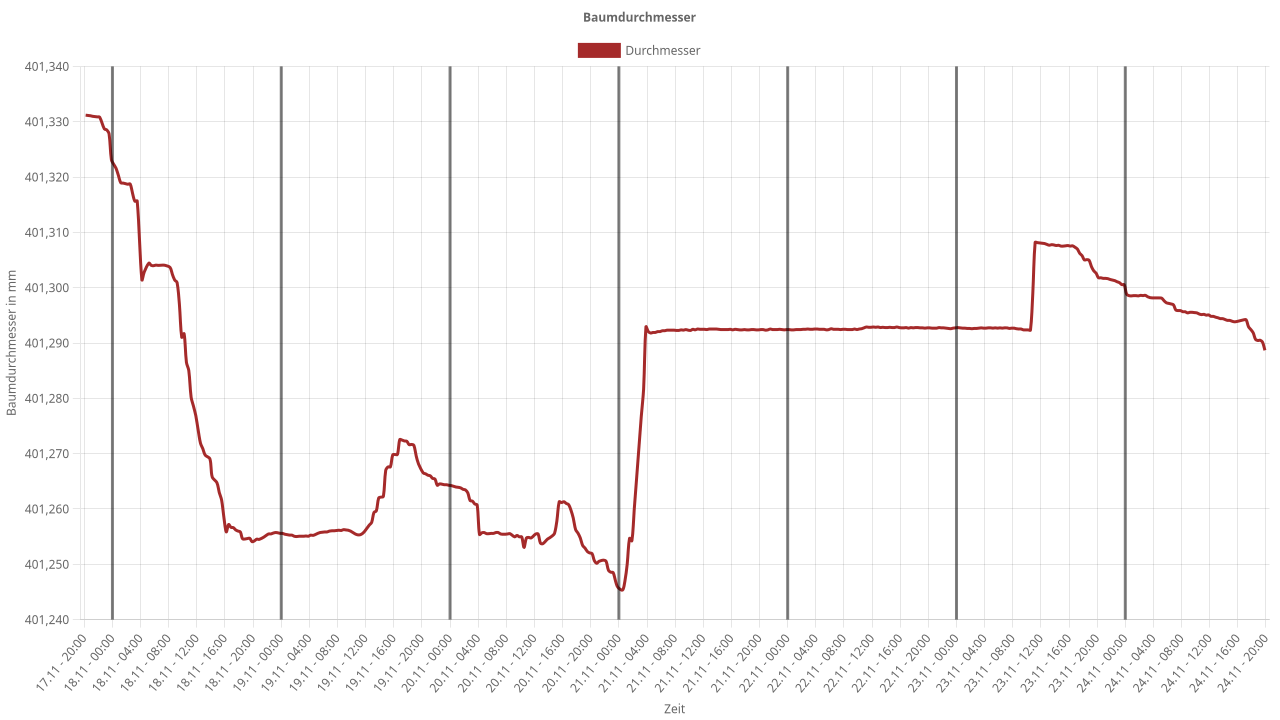 Baumdurchmesser
Durchmesser
401,340
401,330
401,320
401,310
401,300
401,290
401,280
401,270
401,260
401,250
401,240
Baumdurchmesser in mm
17.11 - 20:00
18.11 - 00:00
18.11 - 04:00
18.11 - 08:00
18.11 - 12:00
18.11 - 16:00
18.11 - 20:00
19.11 - 00:00
19.11 - 04:00
19.11 - 08:00
19.11 - 12:00
19.11 - 16:00
19.11 - 20:00
20.11 - 00:00
20.11 - 04:00
20.11 - 08:00
20.11 - 12:00
20.11 - 16:00
20.11 - 20:00
21.11 - 00:00
21.11 - 04:00
21.11 - 08:00
21.11 - 12:00
21.11 - 16:00
21.11 - 20:00
22.11 - 00:00
22.11 - 04:00
22.11 - 08:00
22.11 - 12:00
22.11 - 16:00
22.11 - 20:00
23.11 - 00:00
23.11 - 04:00
23.11 - 08:00
23.11 - 12:00
23.11 - 16:00
23.11 - 20:00
24.11 - 00:00
24.11 - 04:00
24.11 - 08:00
24.11 - 12:00
24.11 - 16:00
24.11 - 20:00
Zeit